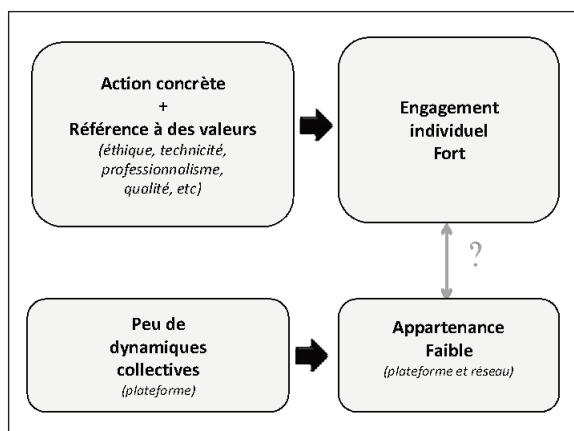 Action concrète
+
Référence à des valeurs
(éthique, technicité,
professionnalisme,
qualité, etc)
Engagement
individuel
Fort
?
Peu de
dynamiques
collectives
(plateforme)
Appartenance
Faible
(plateforme et réseau)